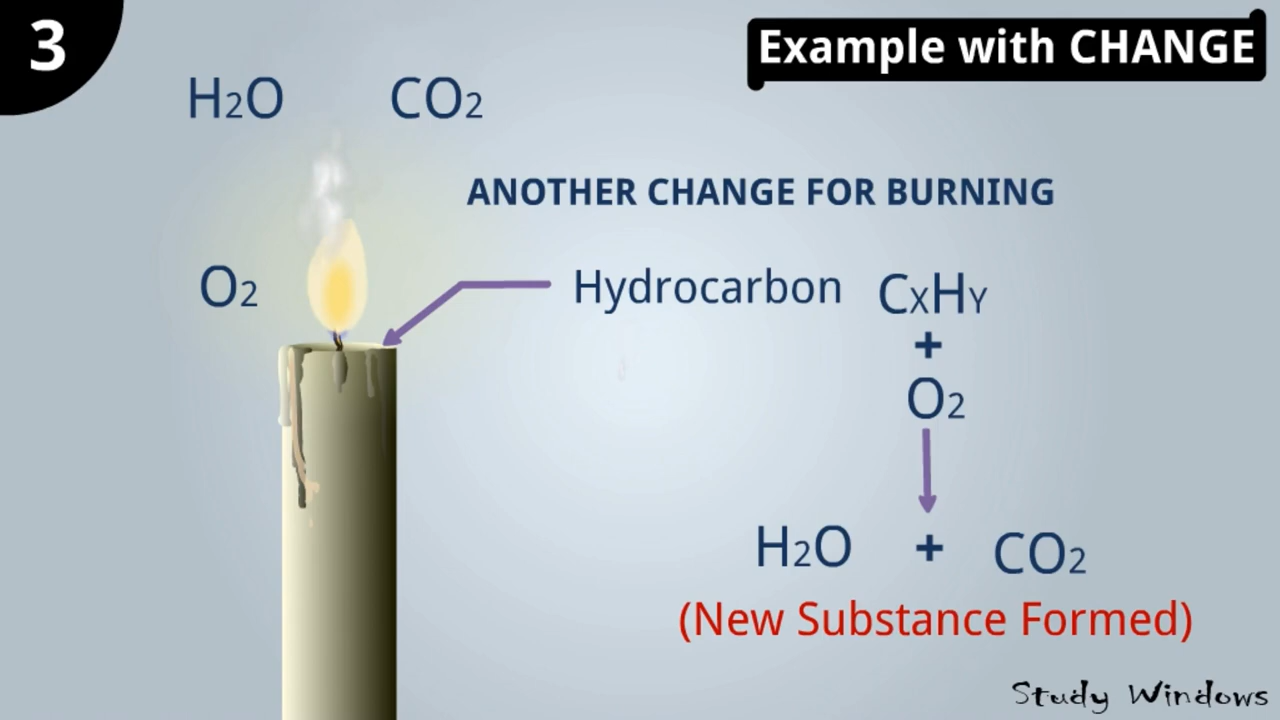 3
Example with CHANGE
H2O CO2
ANOTHER CHANGE FOR BURNING
O2
Hydrocarbon CXHY
+
O2
H2O + CO2
(New Substance Formed)
Study Windows